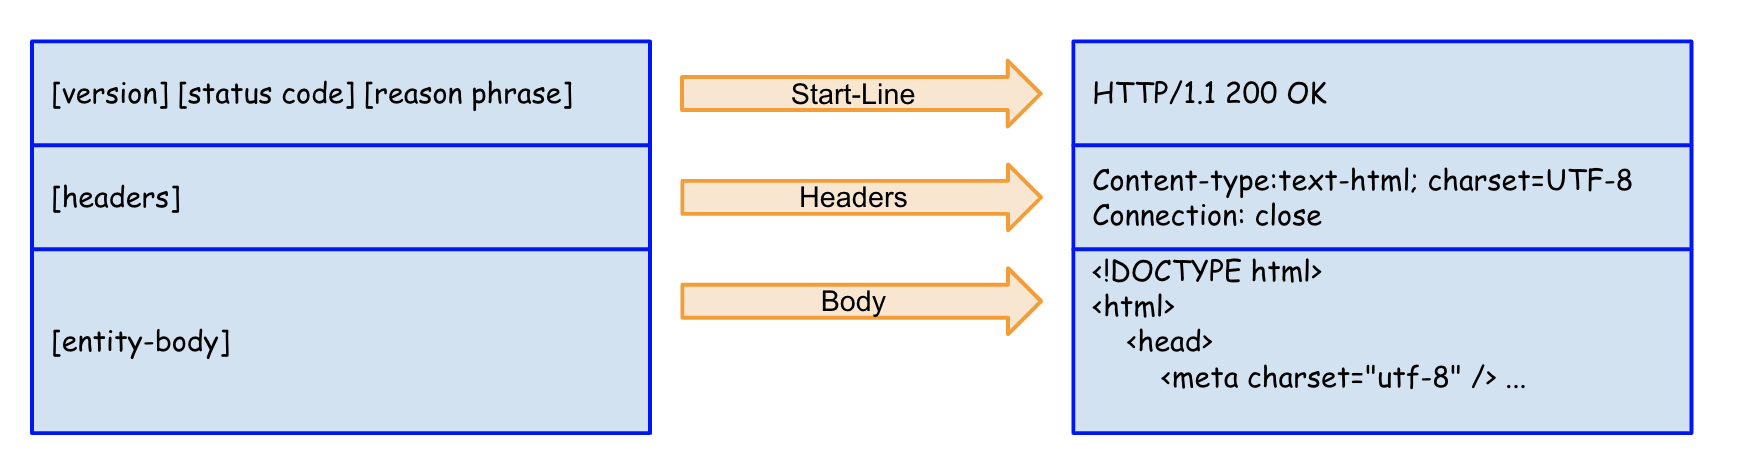 [version] [status code] [reason phrase]
Start-Line
HTTP/1.1 200 OK
[headers]
Headers
Content-type:text-html; charset=UTF-8
Connection: close
[entity-body]
Body
<!DOCTYPE html>
<html>
<head>
<meta charset="utf-8" /> ...